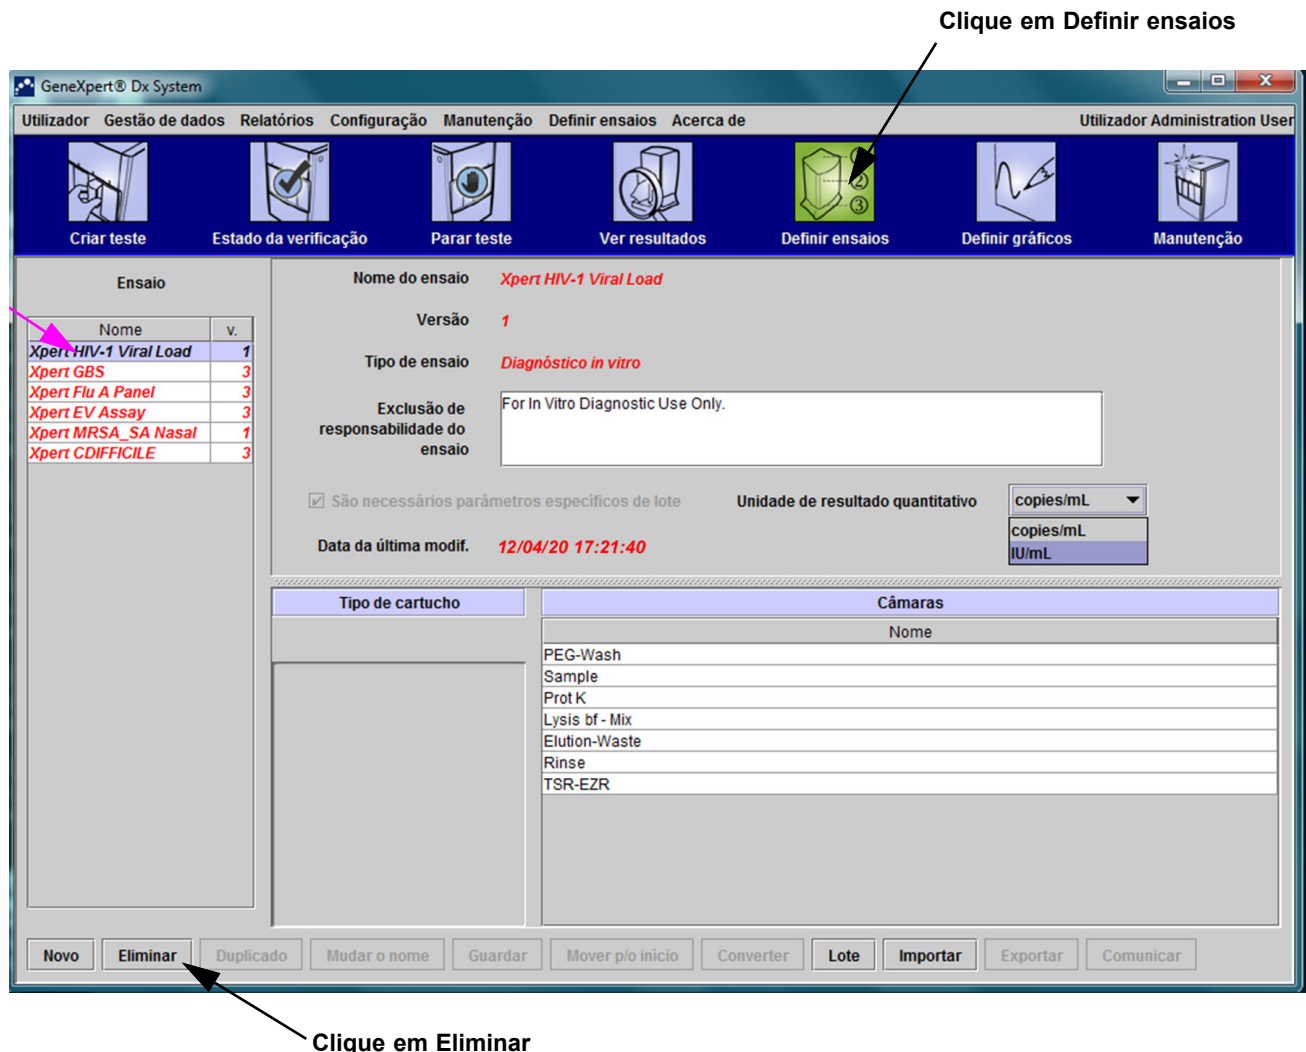 Clique em Definir ensaios
GeneXpert® Dx System
Utilizador Gestão de dados Relatórios Configuração Manutenção Definir ensaios Acerca de Utilizador Administration User
1
2
3
Criar teste Estado da verificação Parar teste Ver resultados Definir ensaios Definir gráficos Manutenção
Ensaio
Nome v.
Xpert HIV-1 Viral Load 1
Xpert GBS 3
Xpert Flu A Panel 3
Xpert EV Assay 3
Xpert MRSA_SA Nasal 1
Xpert CDIFFICILE 3
Nome do ensaio Xpert HIV-1 Viral Load
Versão 1
Tipo de ensaio Diagnóstico in vitro
Exclusão de
responsabilidade do
ensaio
For In Vitro Diagnostic Use Only.
São necessários parâmetros específicos de lote Unidade de resultado quantitativo copies/mL
copies/mL
IU/mL
Data da última modif. 12/04/20 17:21:40
Tipo de cartucho
Câmaras
Nome
PEG-Wash
Sample
Prot K
Lysis bf - Mix
Elution-Waste
Rinse
TSR-EZR
Novo Eliminar Duplicado Mudar o nome Guardar Mover p/o início Converter Lote Importar Exportar Comunicar
Clique em Eliminar